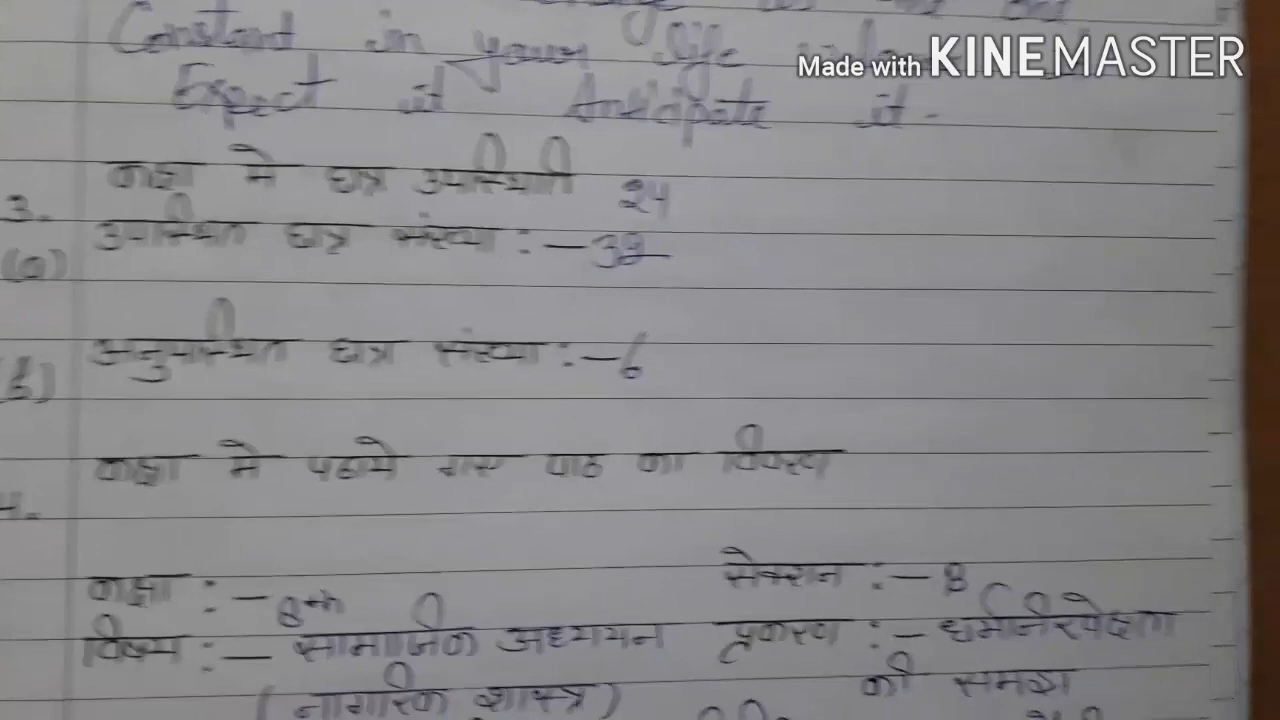 Constant in your life
Made with KINEMASTER
Expect it Anticipate it.
कक्षा मे छात्र उपस्थिती
3.
24
उपस्थित छात्र संख्या :- 32
(a)
अनुपस्थित छात्र संख्या :- 6
कक्षा मे पढाये गए पाठ का विवरण
4.
कक्षा :- 8th सेक्शन :- B
विषय :- सामाजिक अध्ययन प्रकरण :- धर्मनिरपेक्षता
(नागरिक शास्त्र) की समझ